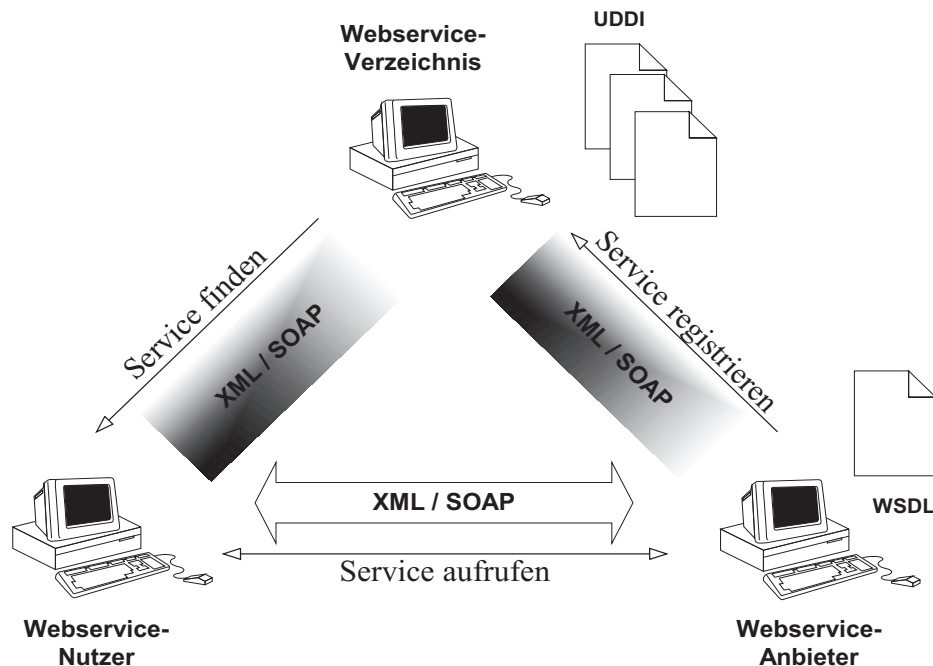 UDDI
Webservice-
Verzeichnis
Service finden
XML / SOAP
XML / SOAP
Service registrieren
WSDL
XML / SOAP
Service aufrufen
Webservice-
Nutzer
Webservice-
Anbieter